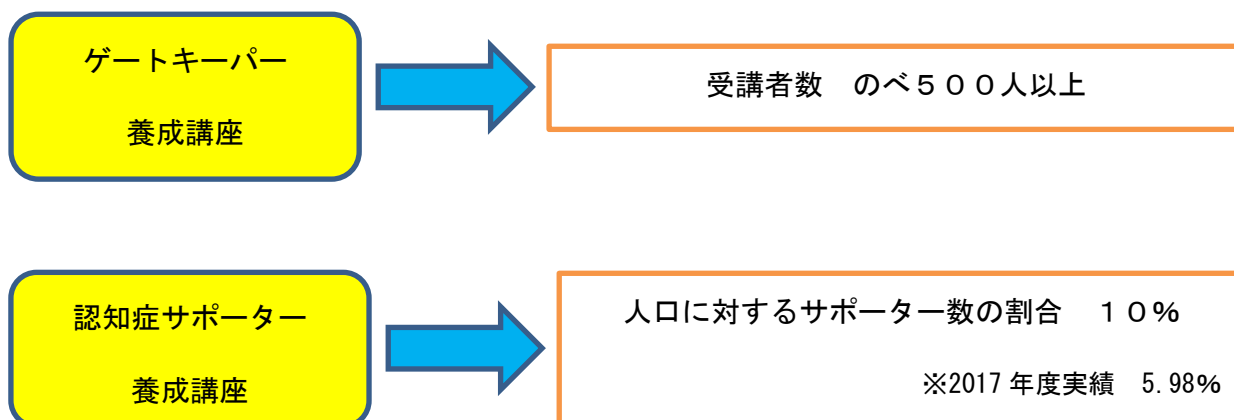 ゲートキーパー
養成講座
受講者数　のべ５００人以上
認知症サポーター
養成講座
人口に対するサポーター数の割合　１０％
※2017 年度実績　5.98％